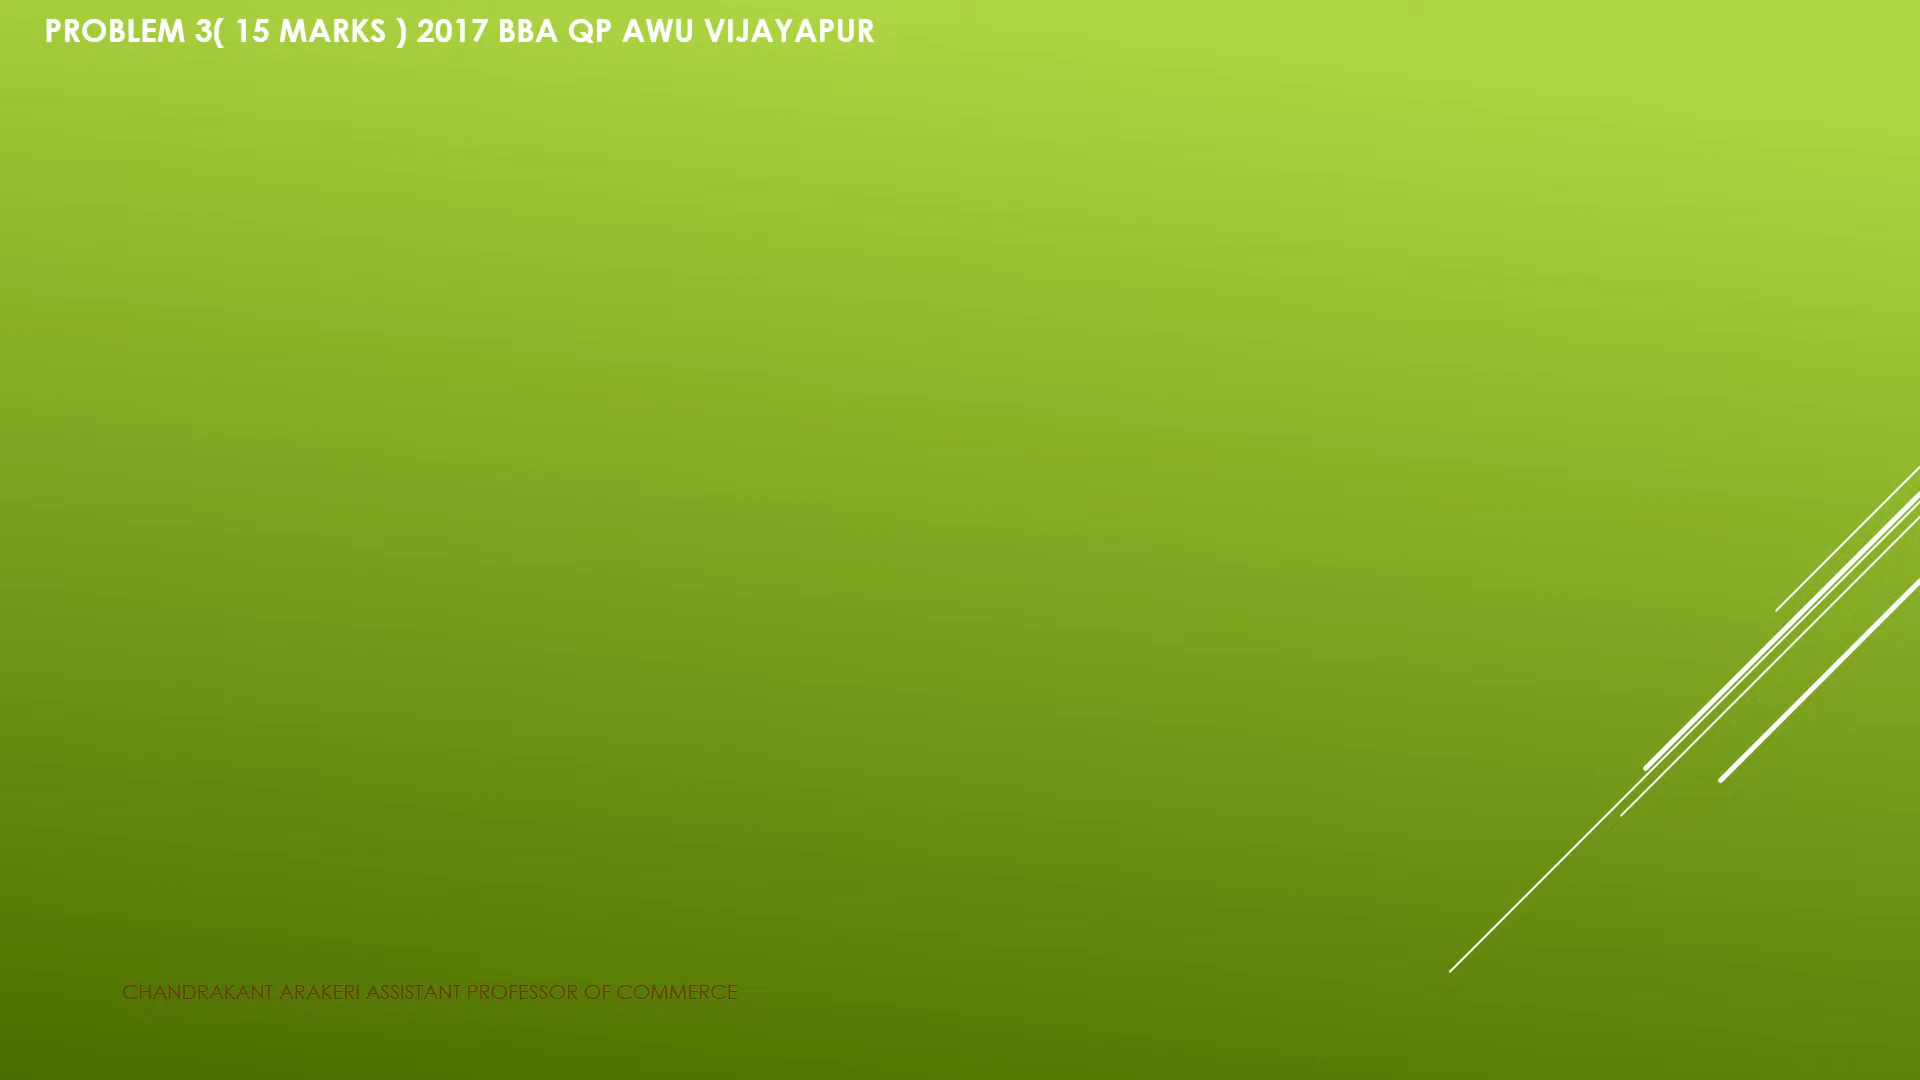 PROBLEM 3( 15 MARKS ) 2017 BBA QP AWU VIJAYAPUR
CHANDRAKANT ARAKERI ASSISTANT PROFESSOR OF COMMERCE